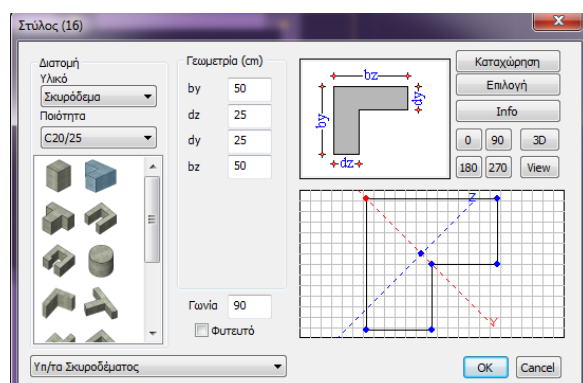 Στύλος (16)
Διατομή
Υλικό
Σκυρόδεμα
Ποιότητα
C20/25
Γεωμετρία (cm)
by 50
dz 25
dy 25
bz 50
Γωνία 90
Φυτευτό
bz
by
dy
dz
Καταχώρηση
Επιλογή
Info
0 90 3D
180 270 View
Z
Y
Υπ/τα Σκυροδέματος
OK Cancel